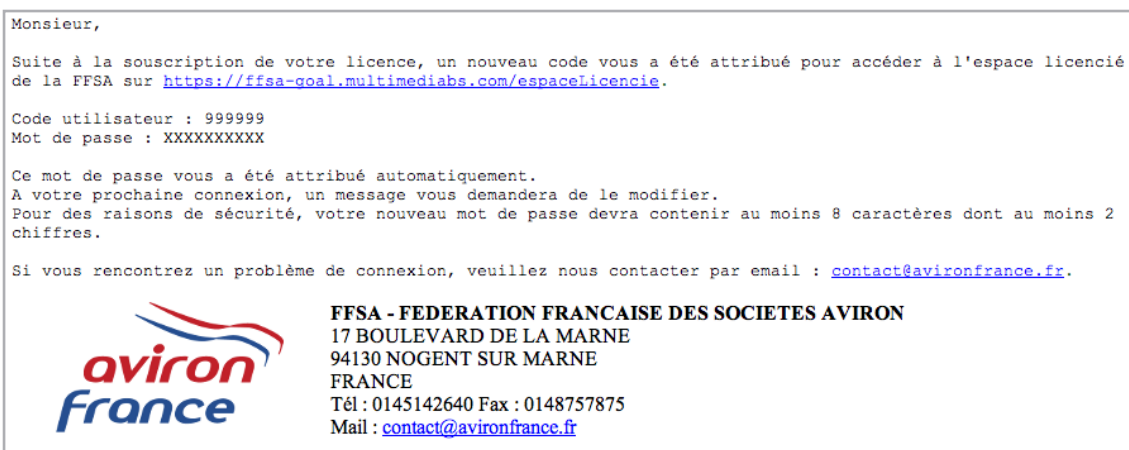 Monsieur,
Suite à la souscription de votre licence, un nouveau code vous a été attribué pour accéder à l'espace licencié
de la FFSA sur https://ffsa-goal.multimediabs.com/espaceLicencie.
Code utilisateur : 999999
Mot de passe : XXXXXXXXXX
Ce mot de passe vous a été attribué automatiquement.
A votre prochaine connexion, un message vous demandera de le modifier.
Pour des raisons de sécurité, votre nouveau mot de passe devra contenir au moins 8 caractères dont au moins 2
chiffres.
Si vous rencontrez un problème de connexion, veuillez nous contacter par email : contact@avironfrance.fr.
aviron
france
FFSA - FEDERATION FRANCAISE DES SOCIETES AVIRON
17 BOULEVARD DE LA MARNE
94130 NOGENT SUR MARNE
FRANCE
Tél : 0145142640 Fax : 0148757875
Mail : contact@avironfrance.fr